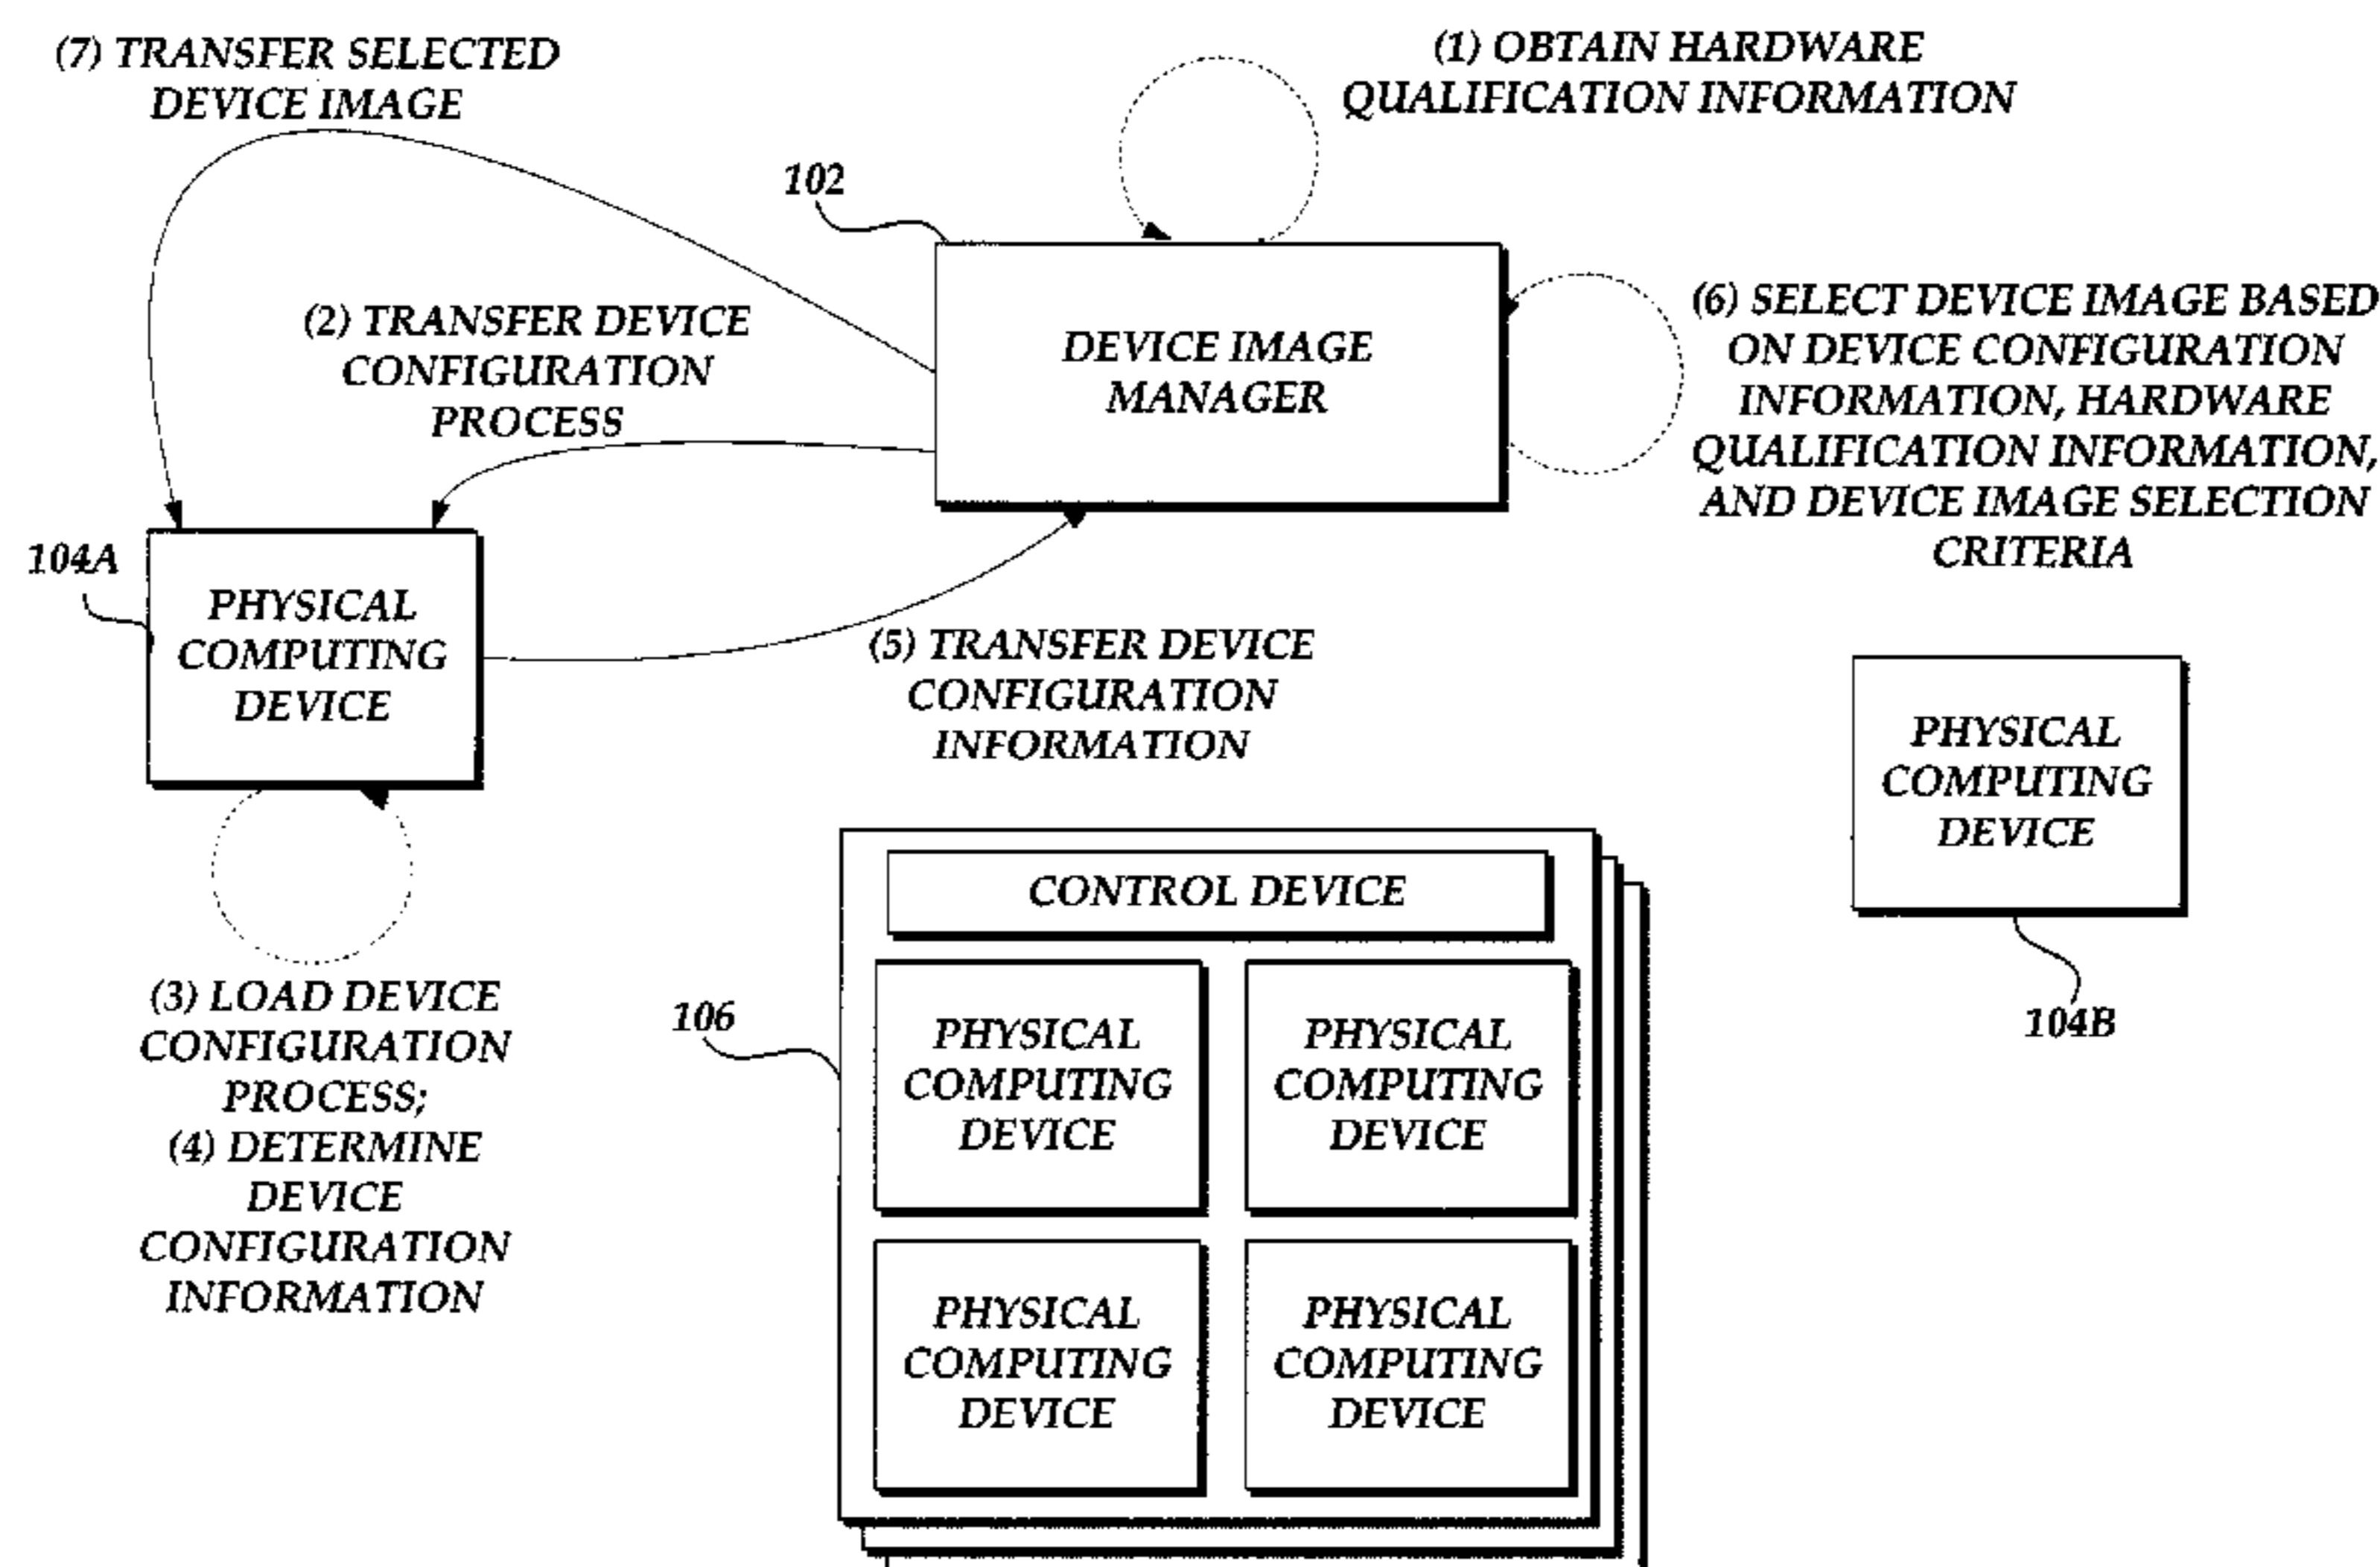 (7) TRANSFER SELECTED
DEVICE IMAGE
(1) OBTAIN HARDWARE
QUALIFICATION INFORMATION
102
(2) TRANSFER DEVICE
CONFIGURATION
PROCESS
DEVICE IMAGE
MANAGER
(6) SELECT DEVICE IMAGE BASED
ON DEVICE CONFIGURATION
INFORMATION, HARDWARE
QUALIFICATION INFORMATION,
AND DEVICE IMAGE SELECTION
CRITERIA
104A
PHYSICAL
COMPUTING
DEVICE
(5) TRANSFER DEVICE
CONFIGURATION
INFORMATION
PHYSICAL
COMPUTING
DEVICE
104B
(3) LOAD DEVICE
CONFIGURATION
PROCESS;
(4) DETERMINE
DEVICE
CONFIGURATION
INFORMATION
106
CONTROL DEVICE
PHYSICAL
COMPUTING
DEVICE
PHYSICAL
COMPUTING
DEVICE
PHYSICAL
COMPUTING
DEVICE
PHYSICAL
COMPUTING
DEVICE